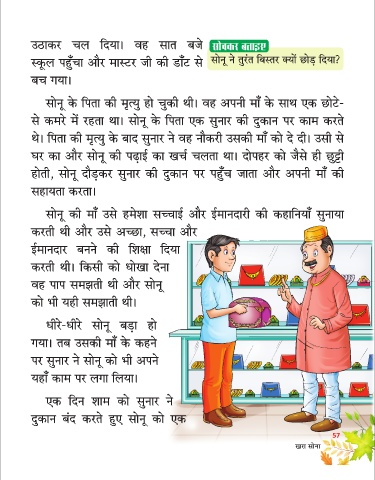 उठाकर चल दिया। वह सात बजे
स्कूल पहुँचा और मास्टर जी की डाँट से
बच गया।
सोचकर बताइए
सोनू ने तुरंत बिस्तर क्यों छोड़ दिया?
सोनू के पिता की मृत्यु हो चुकी थी। वह अपनी माँ के साथ एक छोटे-
से कमरे में रहता था। सोनू के पिता एक सुनार की दुकान पर काम करते
थे। पिता की मृत्यु के बाद सुनार ने वह नौकरी उसकी माँ को दे दी। उसी से
घर का और सोनू की पढ़ाई का खर्च चलता था। दोपहर को जैसे ही छुट्टी
होती, सोनू दौड़कर सुनार की दुकान पर पहुँच जाता और अपनी माँ की
सहायता करता।
सोनू की माँ उसे हमेशा सच्चाई और ईमानदारी की कहानियाँ सुनाया
करती थी और उसे अच्छा, सच्चा और
ईमानदार बनने की शिक्षा दिया
करती थी। किसी को धोखा देना
वह पाप समझती थी और सोनू
को भी यही समझाती थी।
धीरे-धीरे सोनू बड़ा हो
गया। तब उसकी माँ के कहने
पर सुनार ने सोनू को भी अपने
यहाँ काम पर लगा लिया।
एक दिन शाम को सुनार ने
दुकान बंद करते हुए सोनू को एक
57
खरा सोना